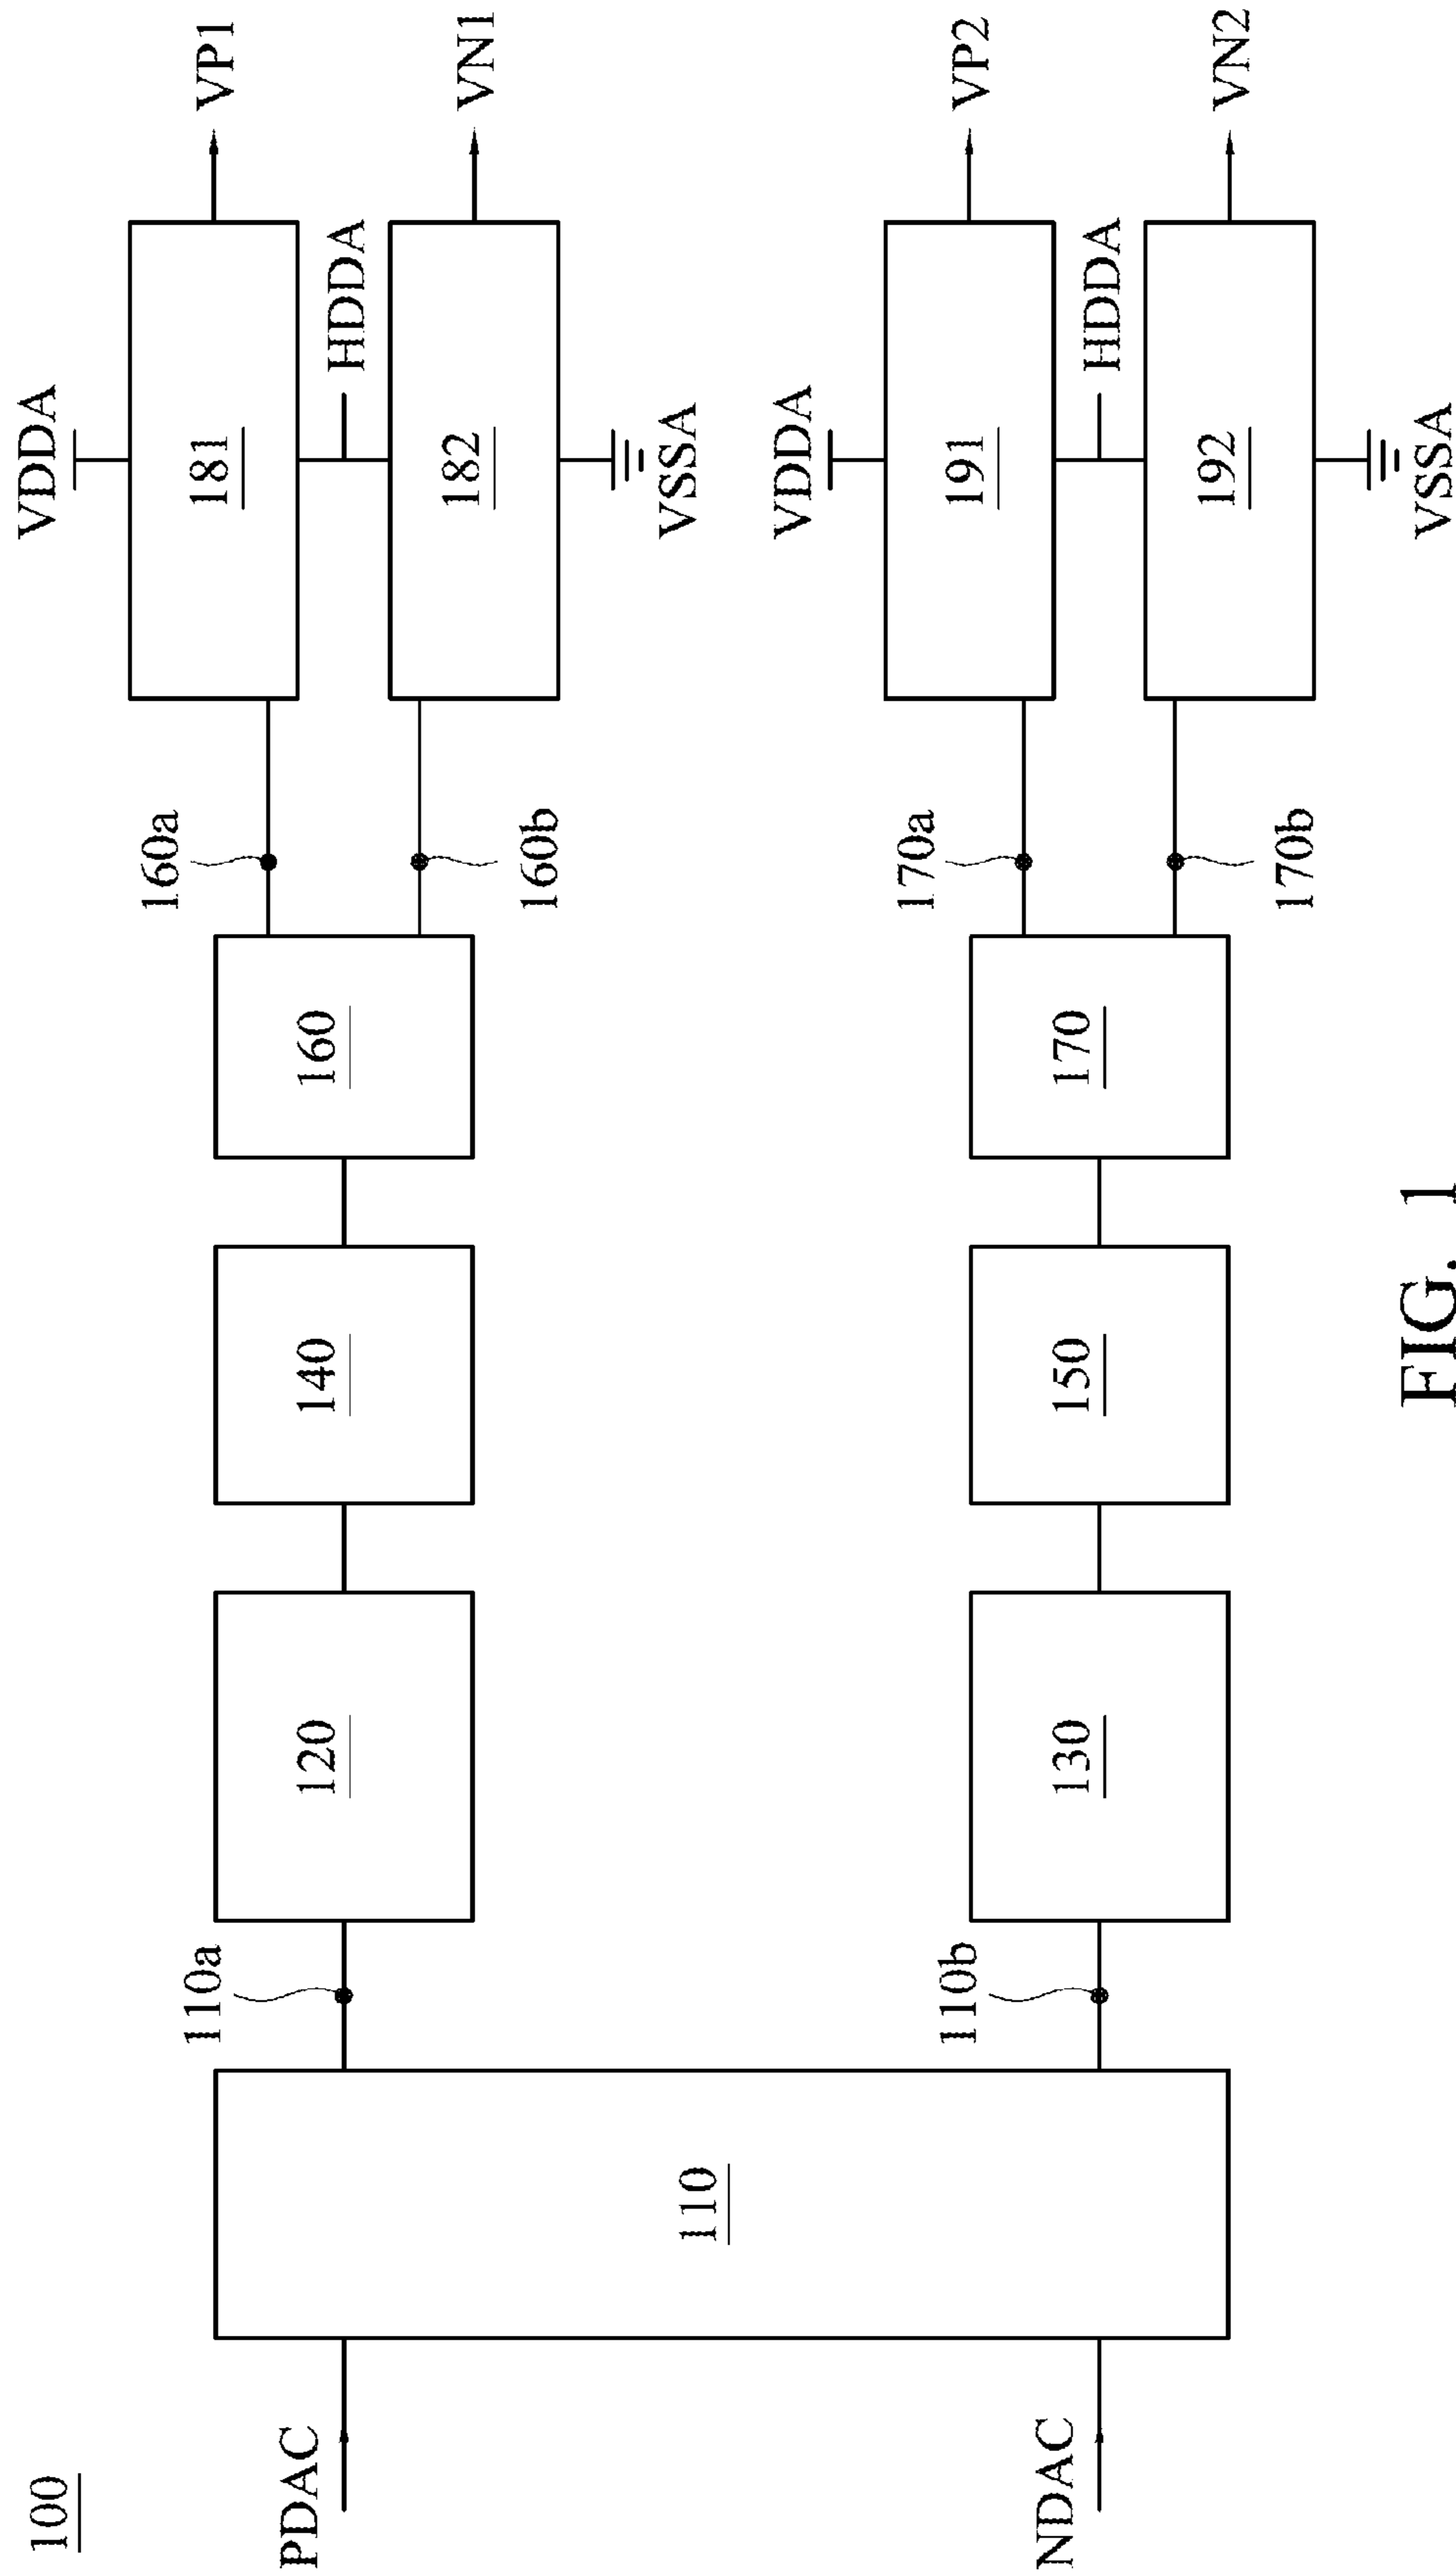 100
VDDA
VP1
181
160a
HDDA
110a
PDAC
120
140
160
182
VN1
160b
VSSA
110
VDDA
VP2
191
170a
HDDA
110b
NDAC
130
150
170
192
VN2
170b
VSSA
FIG. 1